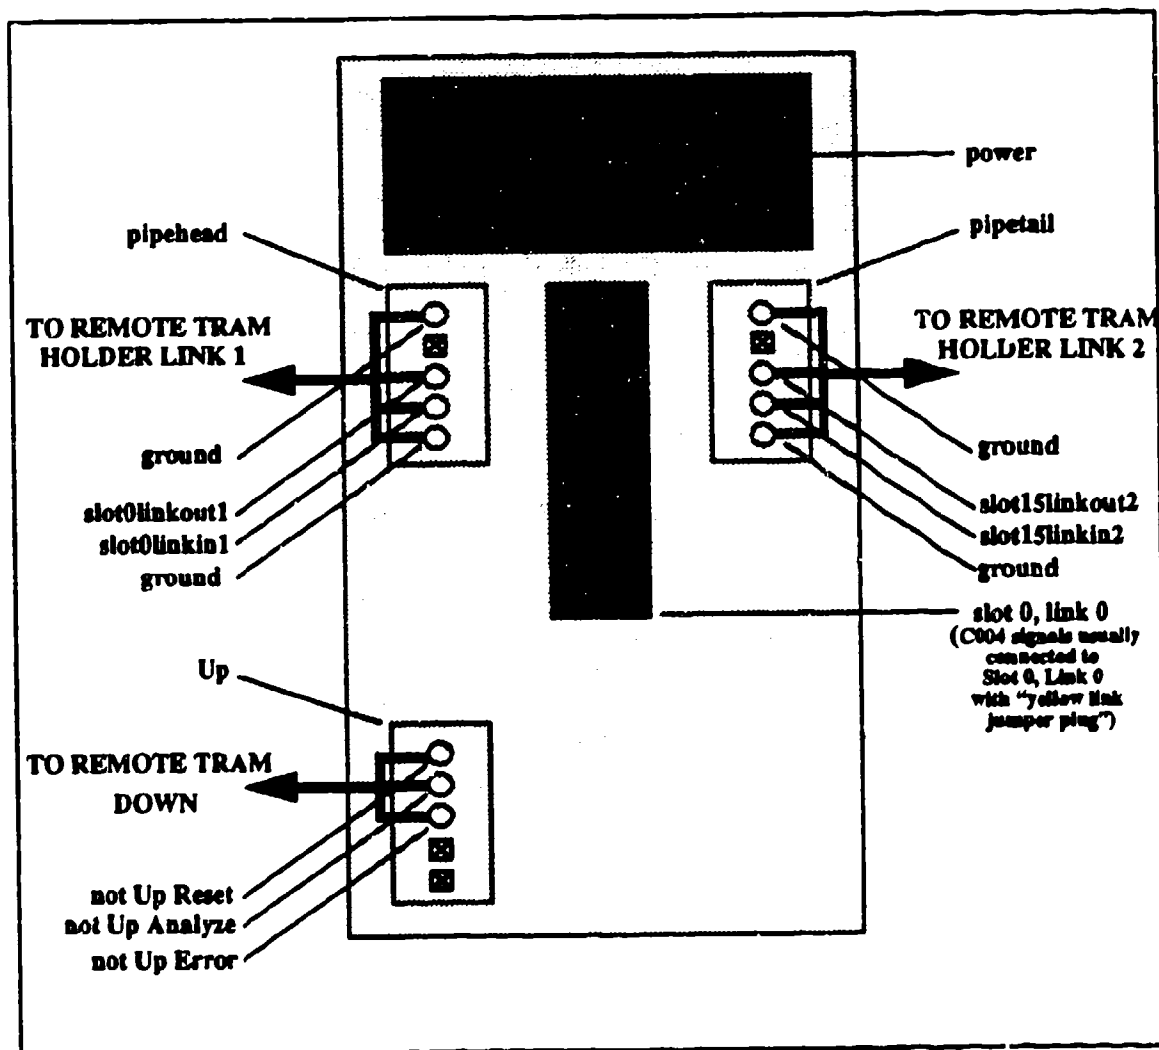 power
pipehead
pipetail
TO REMOTE TRAM
HOLDER LINK 1
TO REMOTE TRAM
HOLDER LINK 2
ground
slot0linkout1
slot0linkin1
ground
ground
slot15linkout2
slot15linkin2
ground
slot 0, link 0
(C004 signals usually
connected to
Slot 0, Link 0
with "yellow link
jumper plug")
Up
TO REMOTE TRAM
DOWN
not Up Reset
not Up Analyze
not Up Error